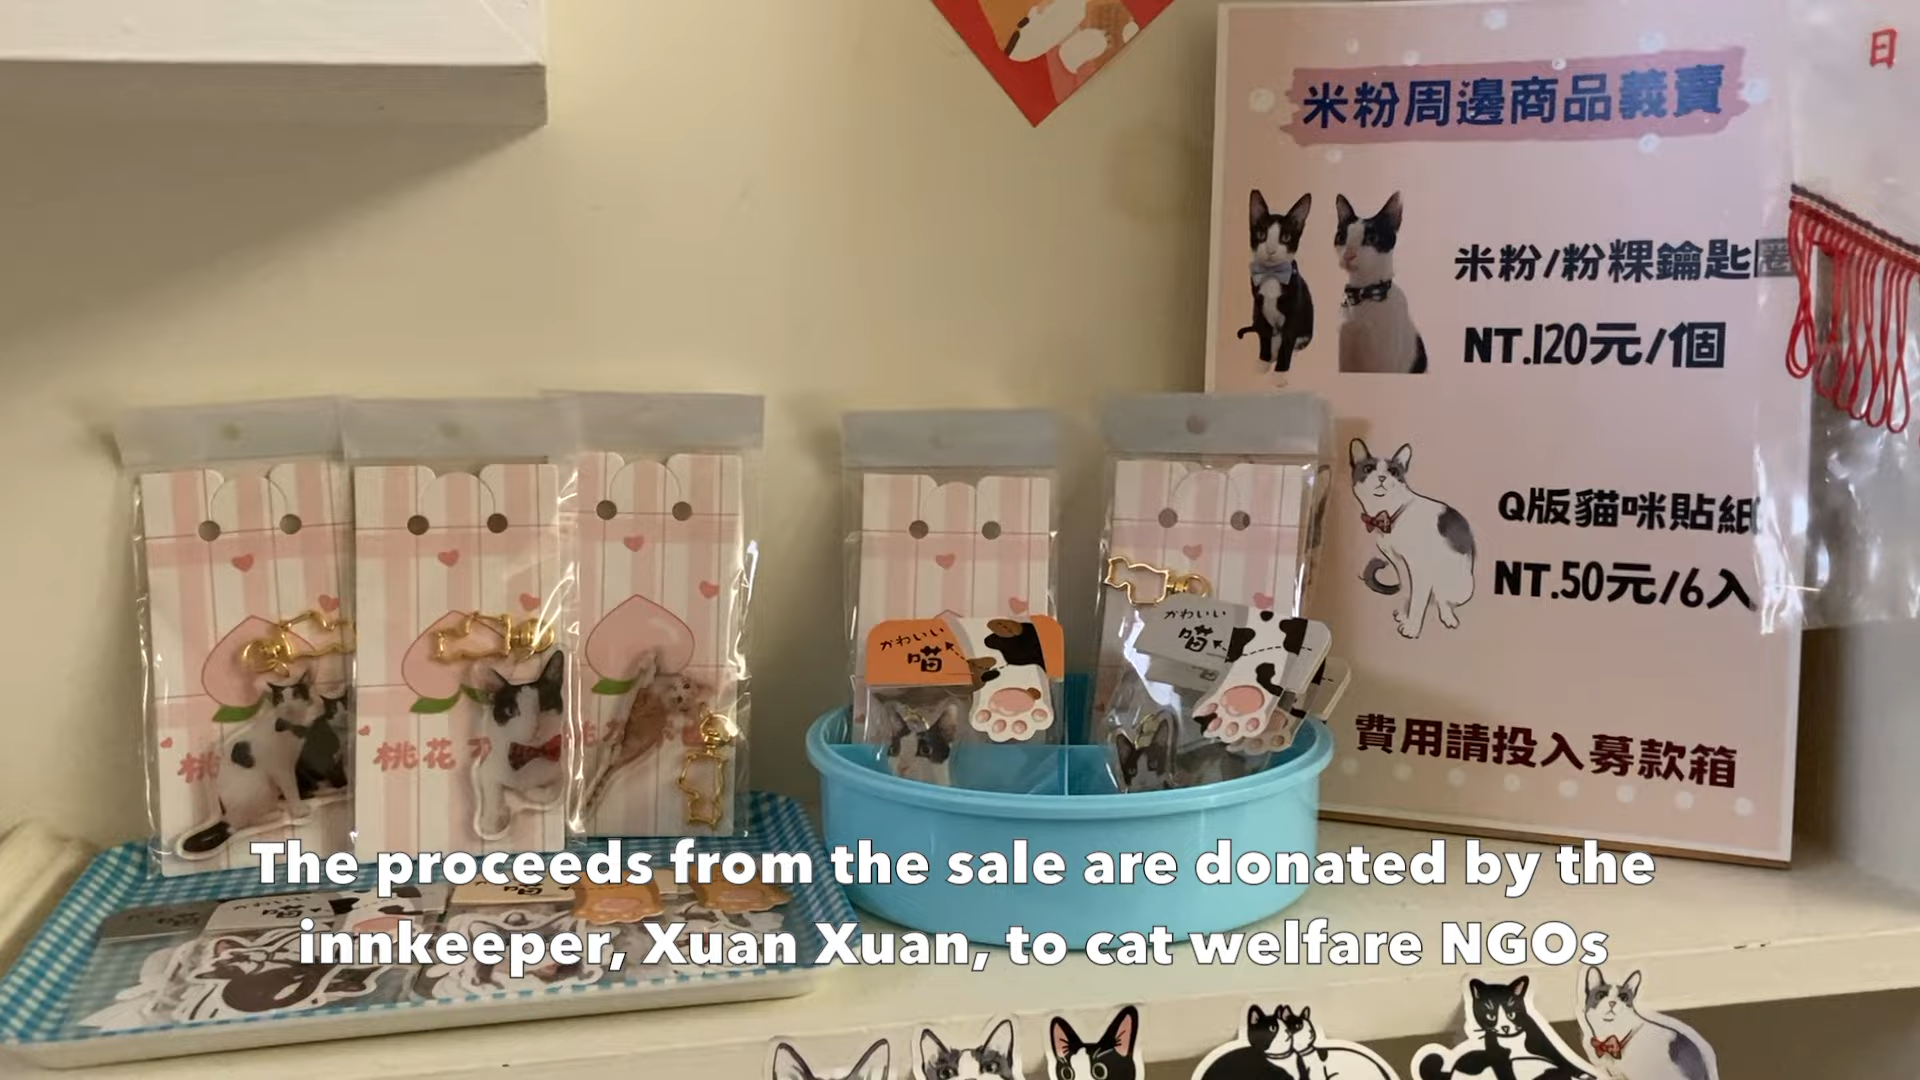 日
米粉周邊商品義賣
米粉/粉粿鑰匙圈
NT.120元/個
Q版貓咪貼紙
NT.50元/6入
費用請投入募款箱
かわいい
喵
かわいい
喵
桃
桃花
喵
喵
The proceeds from the sale are donated by the
innkeeper, Xuan Xuan, to cat welfare NGOs